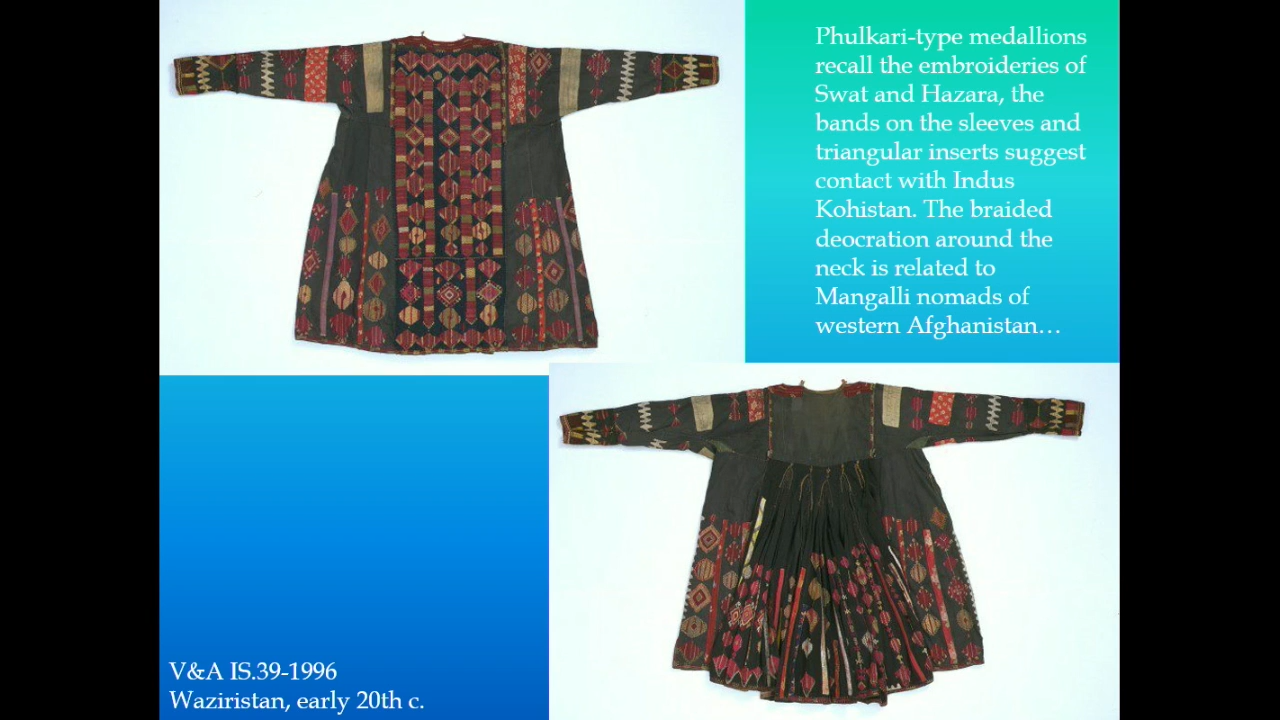 Phulkari-type medallions
recall the embroideries of
Swat and Hazara, the
bands on the sleeves and
triangular inserts suggest
contact with Indus
Kohistan. The braided
deocration around the
neck is related to
Mangalli nomads of
western Afghanistan…
V&A IS.39-1996
Waziristan, early 20th c.